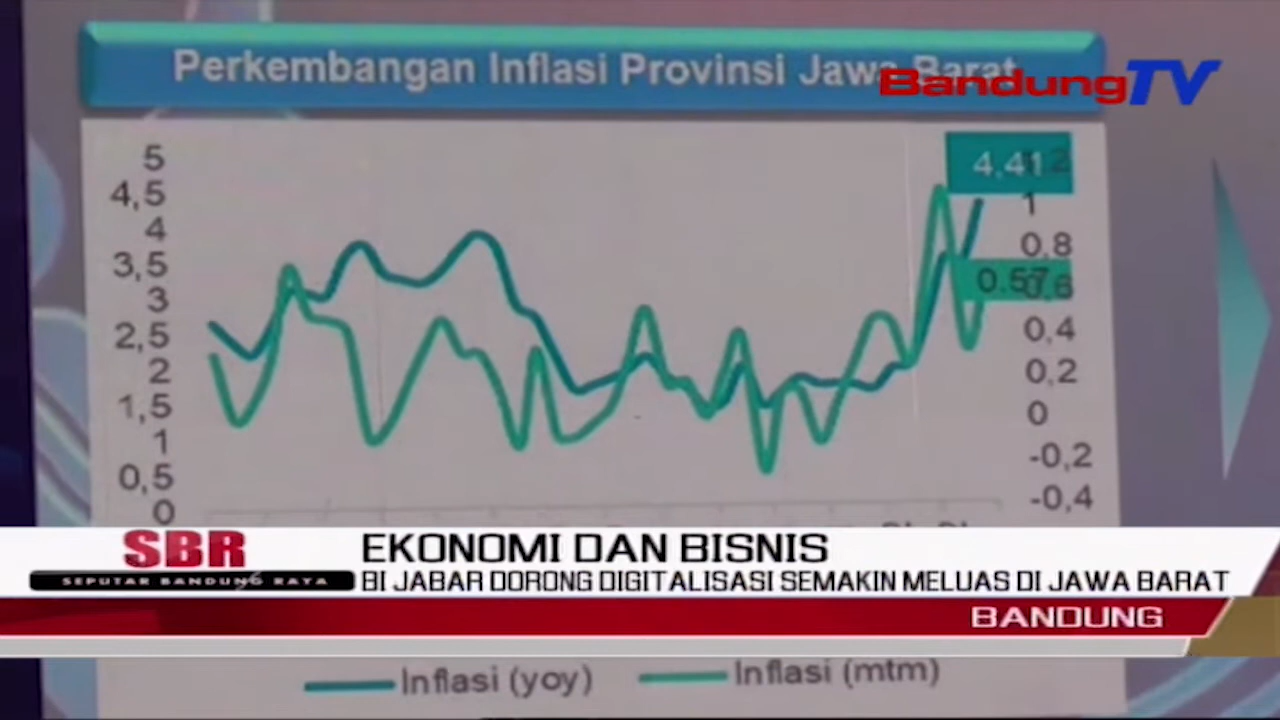 Perkembangan Inflasi Provinsi Jawa Barat
BandungTV
5
4,5
4
3,5
3
2,5
2
1,5
1
0,5
0
4,41
1
0,8
0.57
0,6
0,4
0,2
0
-0,2
-0,4
SBR
SEPUTAR BANDUNG RAYA
EKONOMI DAN BISNIS
BI JABAR DORONG DIGITALISASI SEMAKIN MELUAS DI JAWA BARAT
BANDUNG
Inflasi (yoy)
Inflasi (mtm)